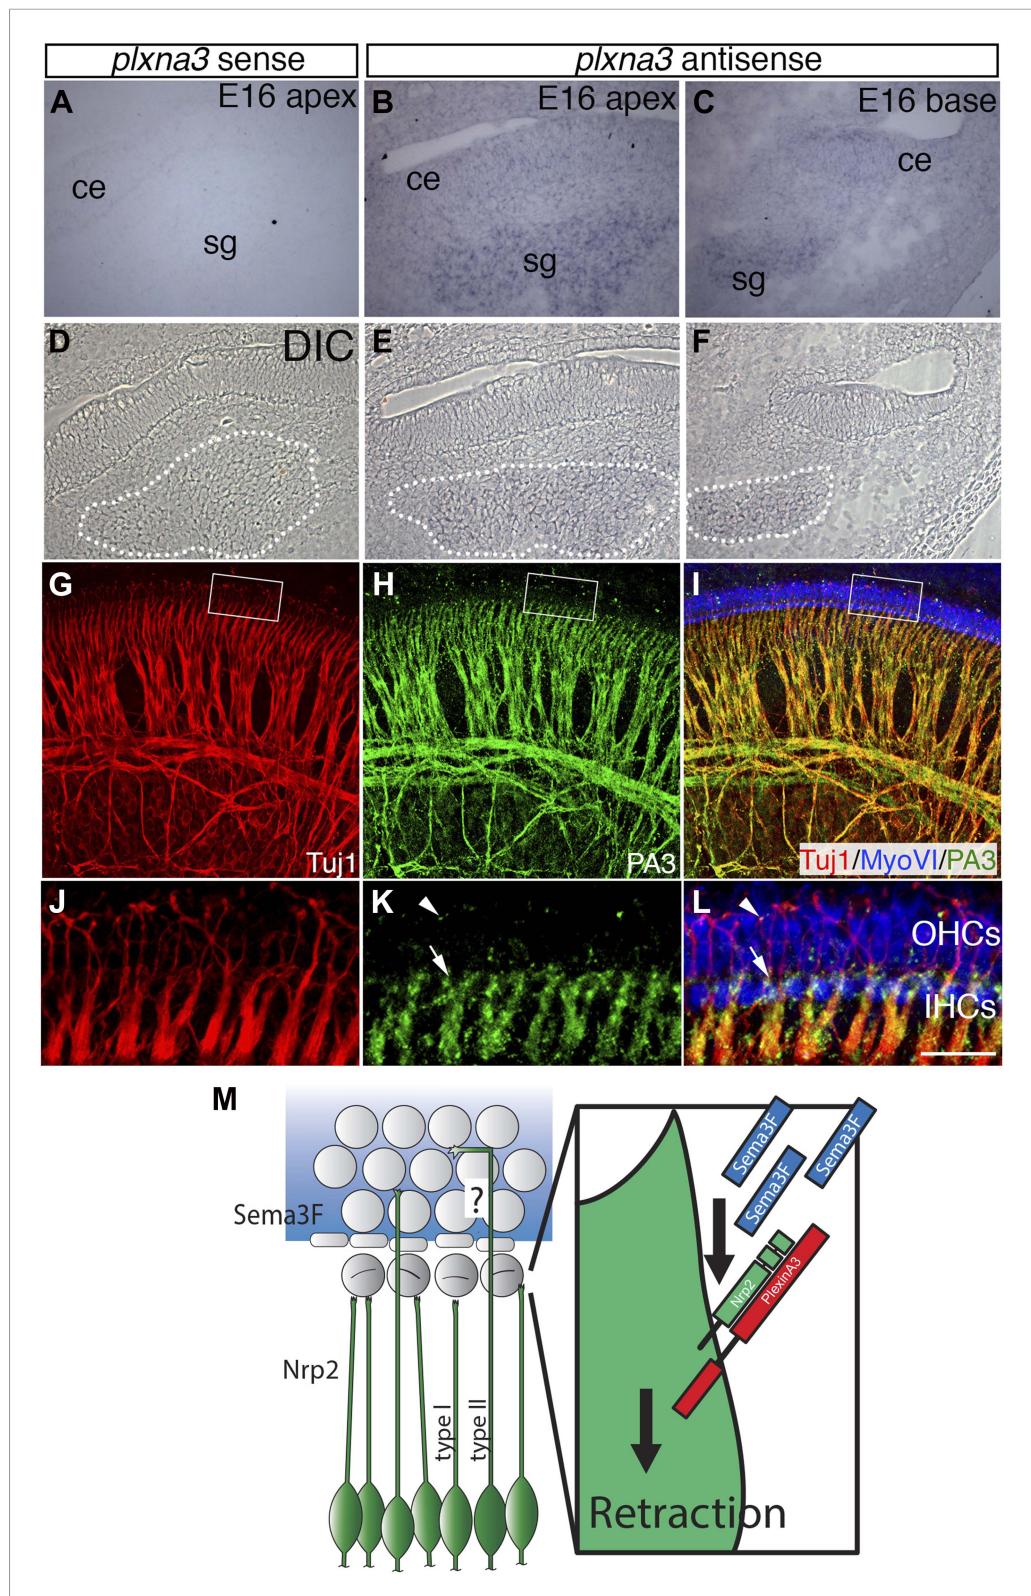 plxna3 sense
plxna3 antisense
A
E16 apex
ce
sg
B
E16 apex
ce
sg
C
E16 base
ce
sg
D
DIC
E
F
G
Tuj1
H
PA3
I
Tuj1/MyoVI/PA3
J
K
L
OHCs
IHCs
M
Sema3F
?
Nrp2
type I
type II
Sema3F
Sema3F
Sema3F
Nrp2
PlexinA3
Retraction